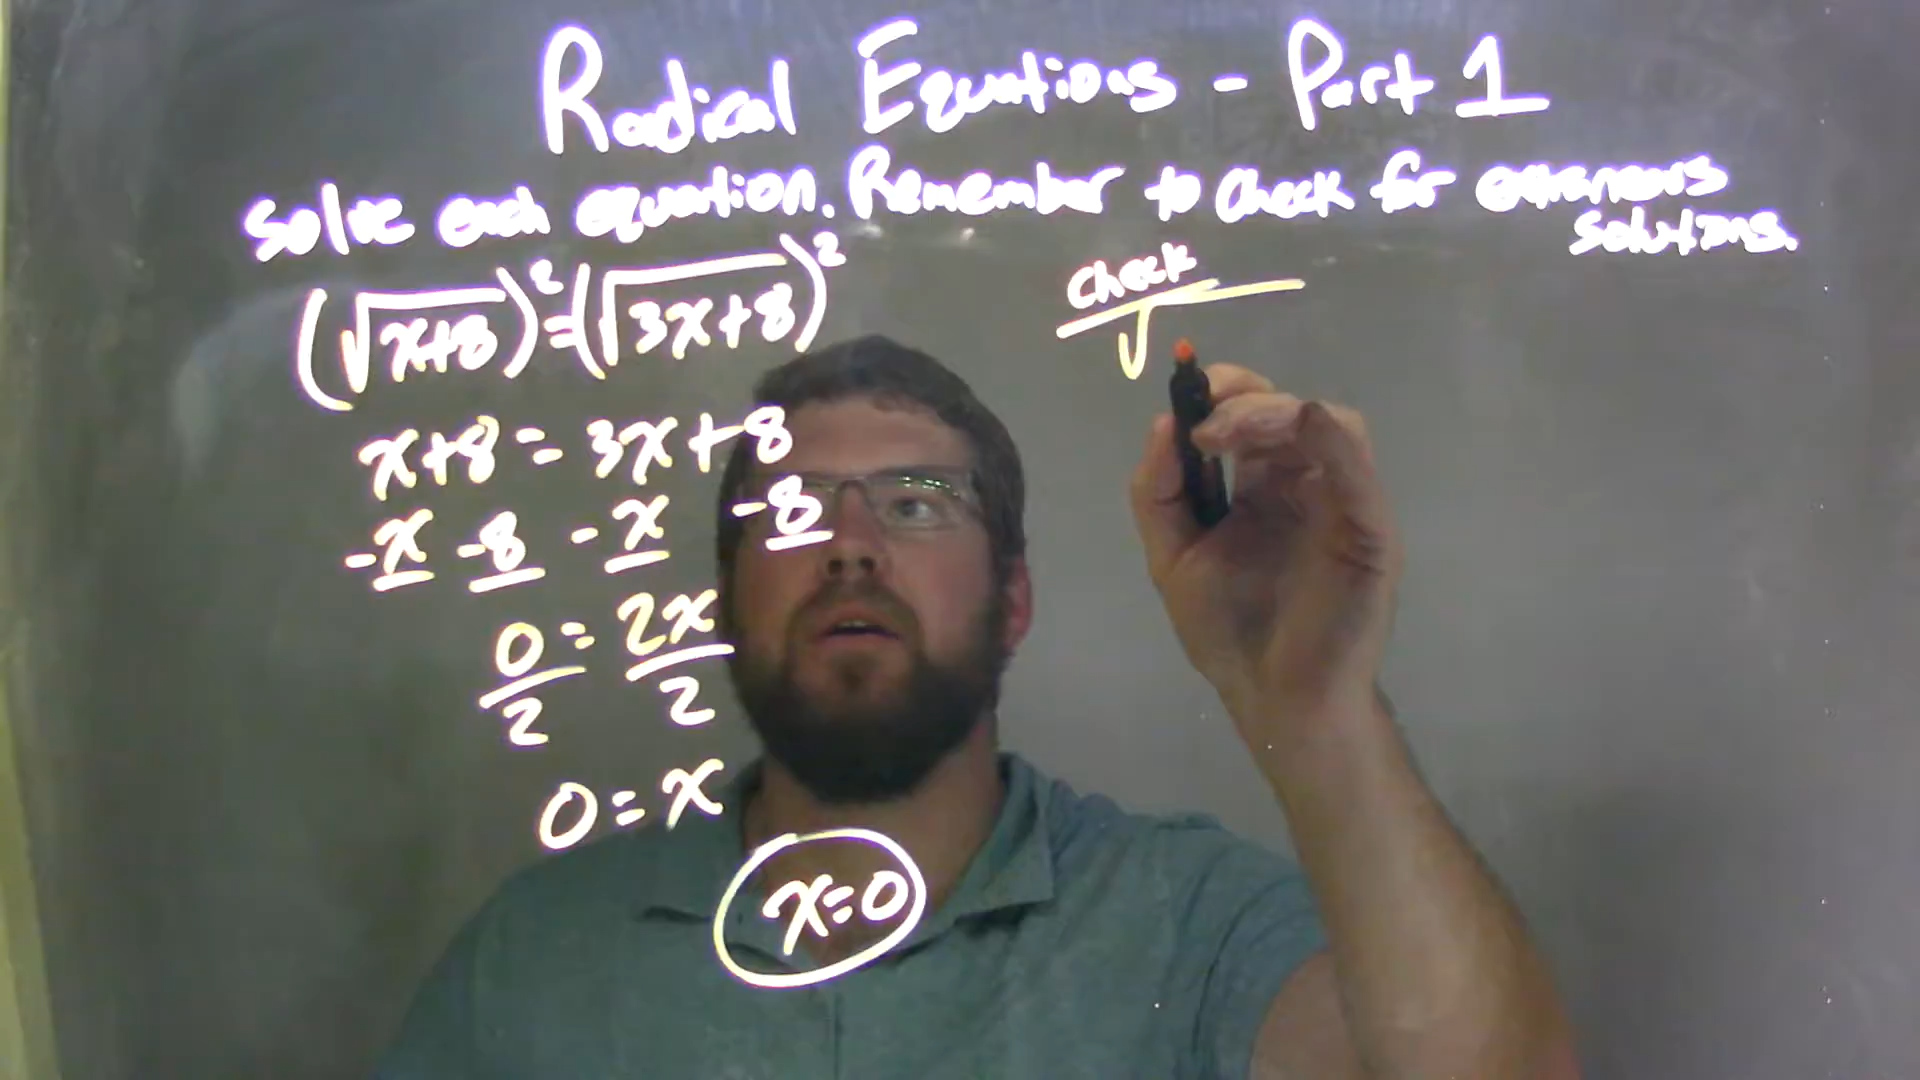 Radical Equations - Part 1
Solve each equation. Remember to check for extraneous
solutions.
(√x+8)² = (√3x+8)²
x+8 = 3x+8
-x -8 -x -8
0/2 = 2x/2
0 = x
x=0
check
√